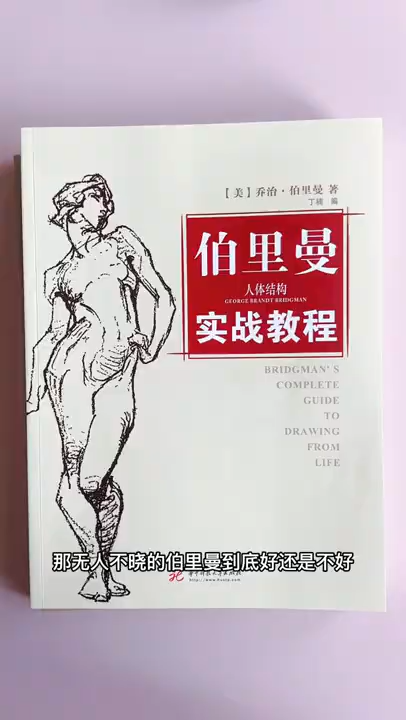 【美】乔治·伯里曼 著
丁楠 编
伯里曼
人体结构
GEORGE BRANDT BRIDGMAN
实战教程
BRIDGMAN'S
COMPLETE
GUIDE
TO
DRAWING
FROM
LIFE
那无人不晓的伯里曼到底好还是不好